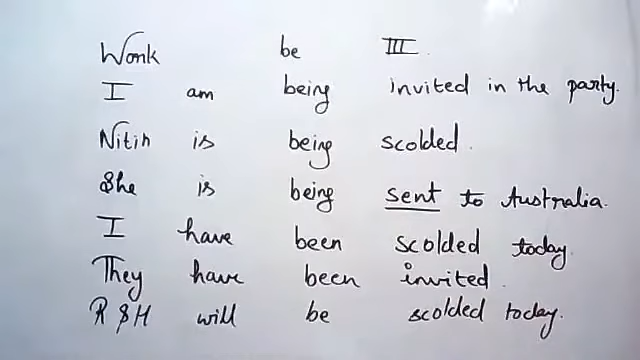 Work be III.
I am being invited in the party.
Nitin is being scolded.
She is being sent to Australia.
I have been scolded today.
They have been invited.
R $ H will be scolded today.